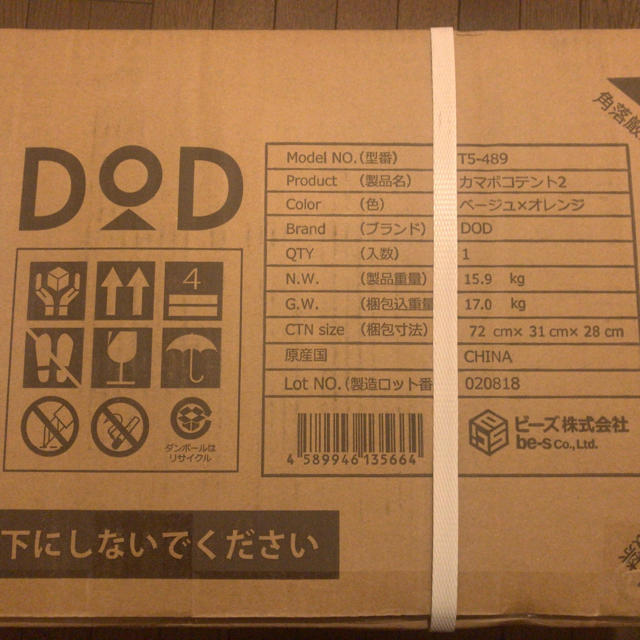 DOD
Model NO. (型番) T5-489
Product (製品名) カマボコテント2
Color (色) ベージュ×オレンジ
Brand (ブランド) DOD
QTY (入数) 1
N.W. (製品重量) 15.9 kg
G.W. (梱包込重量 17.0 kg
CTN size (梱包寸法) 72 cm× 31 cm× 28 cm
原産国 CHINA
Lot NO. (製造ロット番 020818
4
ダンボールは
リサイクル
4 589946 135664
ビーズ株式会社
be-s Co., Ltd.
角落厳
下にしないでください